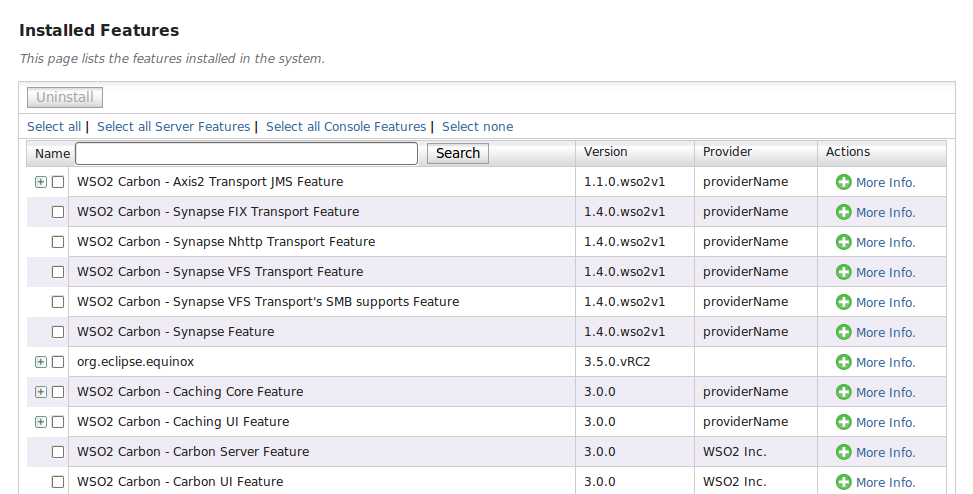 Installed Features
This page lists the features installed in the system.
Uninstall
Select all | Select all Server Features | Select all Console Features | Select none
Name Search Version Provider Actions
WSO2 Carbon - Axis2 Transport JMS Feature 1.1.0.wso2v1 providerName More Info.
WSO2 Carbon - Synapse FIX Transport Feature 1.4.0.wso2v1 providerName More Info.
WSO2 Carbon - Synapse Nhttp Transport Feature 1.4.0.wso2v1 providerName More Info.
WSO2 Carbon - Synapse VFS Transport Feature 1.4.0.wso2v1 providerName More Info.
WSO2 Carbon - Synapse VFS Transport's SMB supports Feature 1.4.0.wso2v1 providerName More Info.
WSO2 Carbon - Synapse Feature 1.4.0.wso2v1 providerName More Info.
org.eclipse.equinox 3.5.0.vRC2 More Info.
WSO2 Carbon - Caching Core Feature 3.0.0 providerName More Info.
WSO2 Carbon - Caching UI Feature 3.0.0 providerName More Info.
WSO2 Carbon - Carbon Server Feature 3.0.0 WSO2 Inc. More Info.
WSO2 Carbon - Carbon UI Feature 3.0.0 WSO2 Inc. More Info.